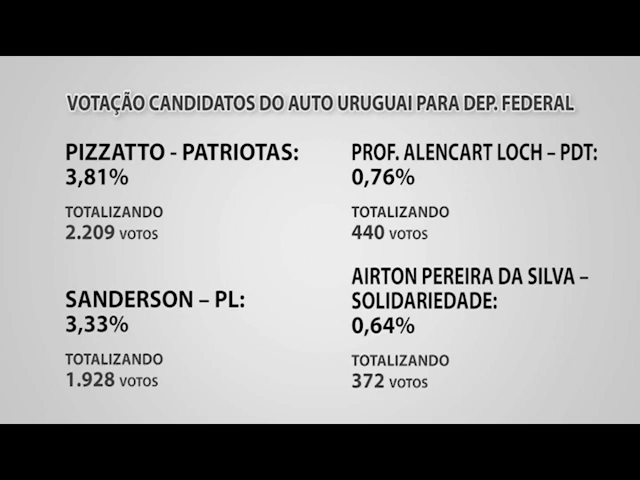 VOTAÇÃO CANDIDATOS DO AUTO URUGUAI PARA DEP. FEDERAL
PIZZATTO - PATRIOTAS:
3,81%
TOTALIZANDO
2.209 VOTOS
SANDERSON – PL:
3,33%
TOTALIZANDO
1.928 VOTOS
PROF. ALENCART LOCH – PDT:
0,76%
TOTALIZANDO
440 VOTOS
AIRTON PEREIRA DA SILVA –
SOLIDARIEDADE:
0,64%
TOTALIZANDO
372 VOTOS